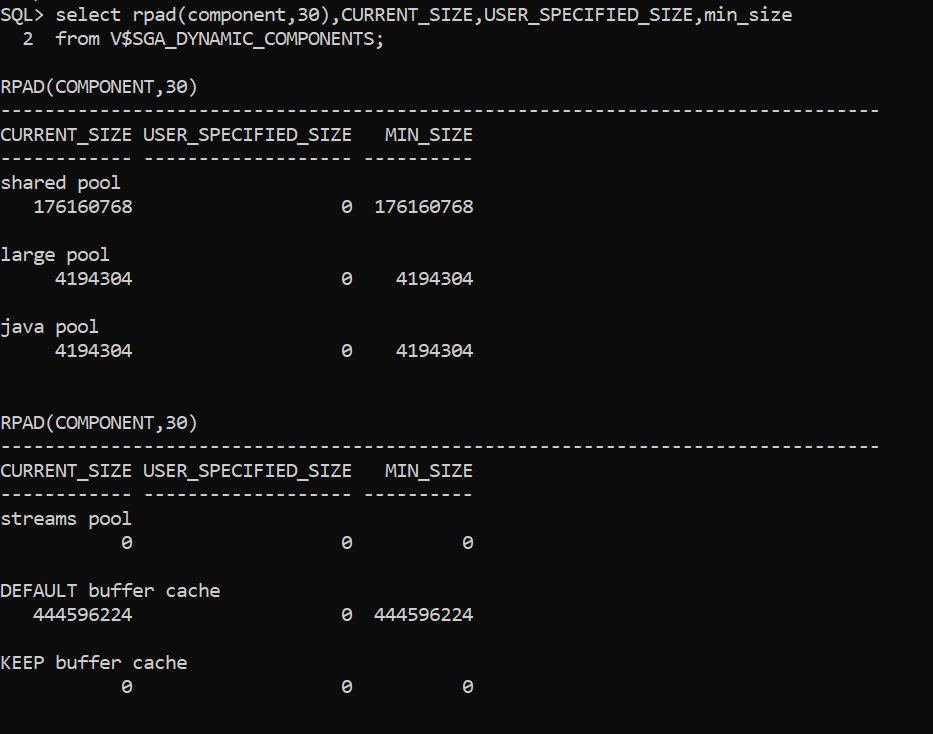 SQL> select rpad(component,30),CURRENT_SIZE,USER_SPECIFIED_SIZE,min_size
  2  from V$SGA_DYNAMIC_COMPONENTS;
RPAD(COMPONENT,30)
--------------------------------------------------------------------------------
CURRENT_SIZE USER_SPECIFIED_SIZE   MIN_SIZE
------------ ------------------- ----------
shared pool
   176160768                   0  176160768
large pool
     4194304                   0    4194304
java pool
     4194304                   0    4194304
RPAD(COMPONENT,30)
--------------------------------------------------------------------------------
CURRENT_SIZE USER_SPECIFIED_SIZE   MIN_SIZE
------------ ------------------- ----------
streams pool
           0                   0          0
DEFAULT buffer cache
   444596224                   0  444596224
KEEP buffer cache
           0                   0          0